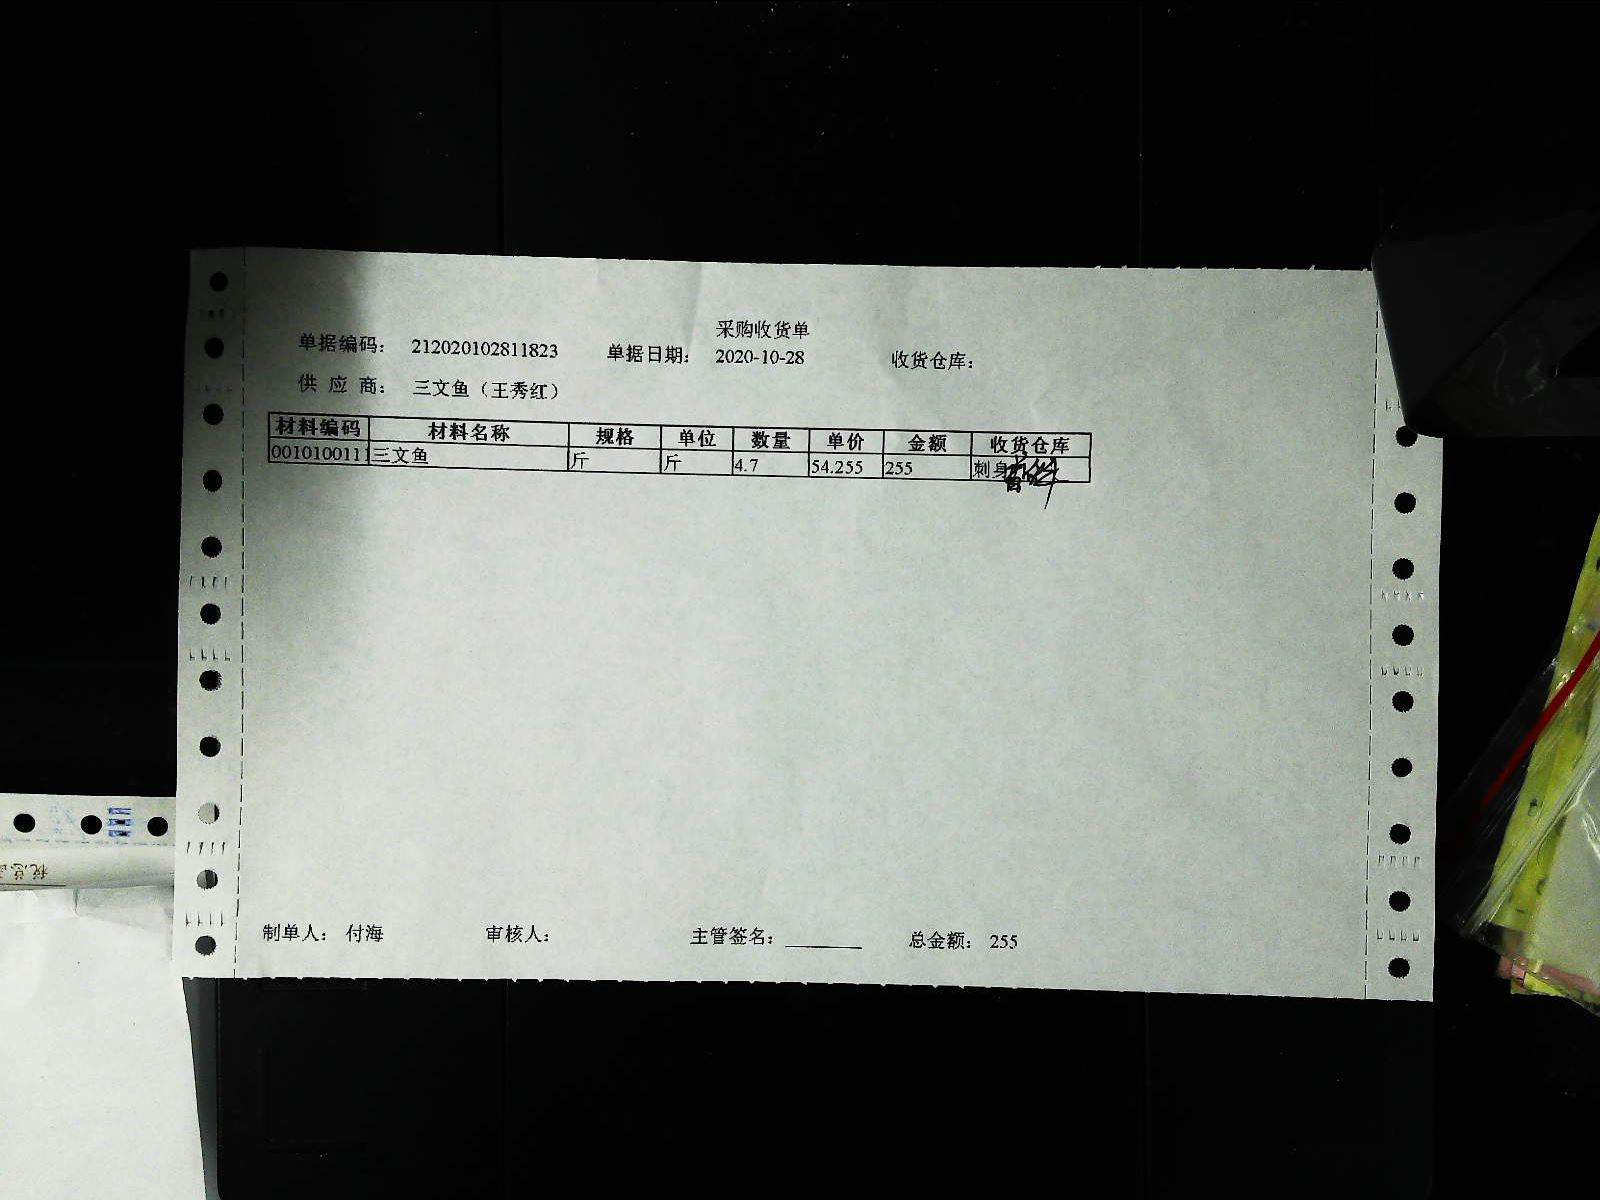 采购收货单
单据编码： 212020102811823 单据日期： 2020-10-28 收货仓库：
供 应 商： 三文鱼（王秀红）
材料编码 材料名称 规格 单位 数量 单价 金额 收货仓库
0010100111 三文鱼 斤 斤 4.7 54.255 255 刺身
制单人： 付海 审核人： 主管签名： ________ 总金额： 255